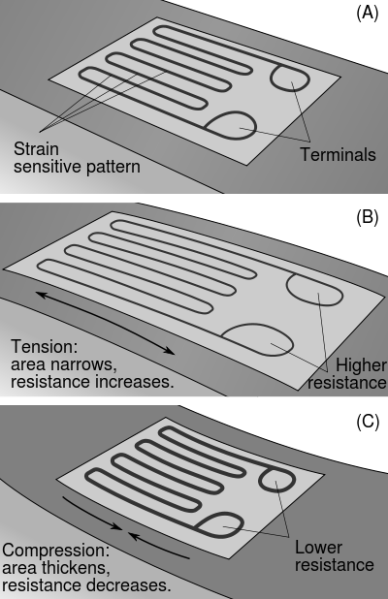 (A)
Strain
sensitive pattern
Terminals
(B)
Tension:
area narrows,
resistance increases.
Higher
resistance
(C)
Compression:
area thickens,
resistance decreases.
Lower
resistance